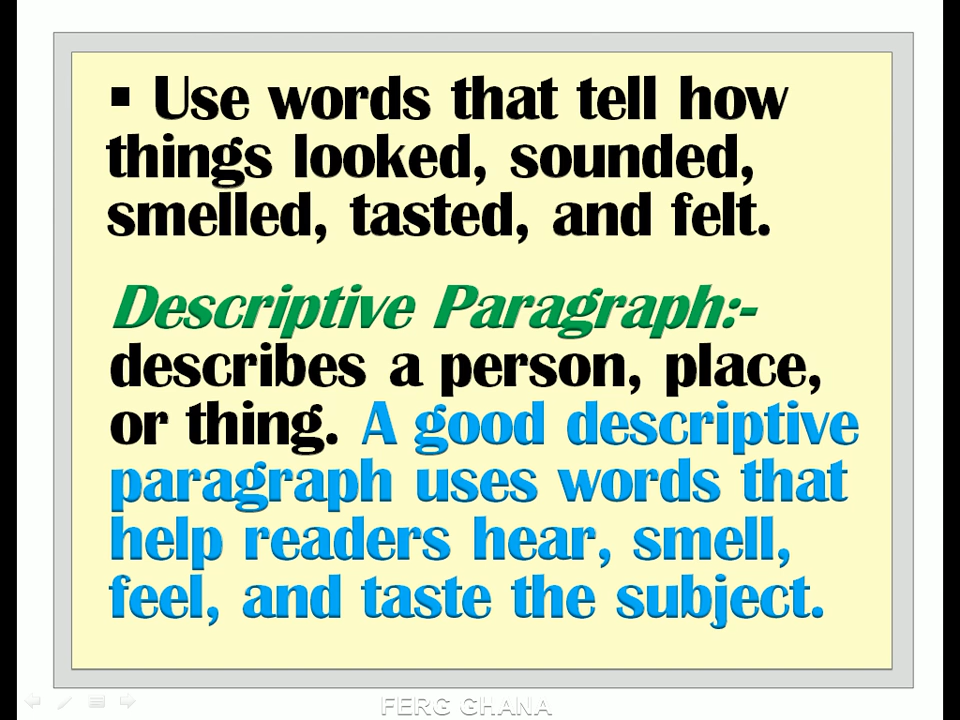 ▪ Use words that tell how
things looked, sounded,
smelled, tasted, and felt.
Descriptive Paragraph:-
describes a person, place,
or thing. A good descriptive
paragraph uses words that
help readers hear, smell,
feel, and taste the subject.
FERG GHANA